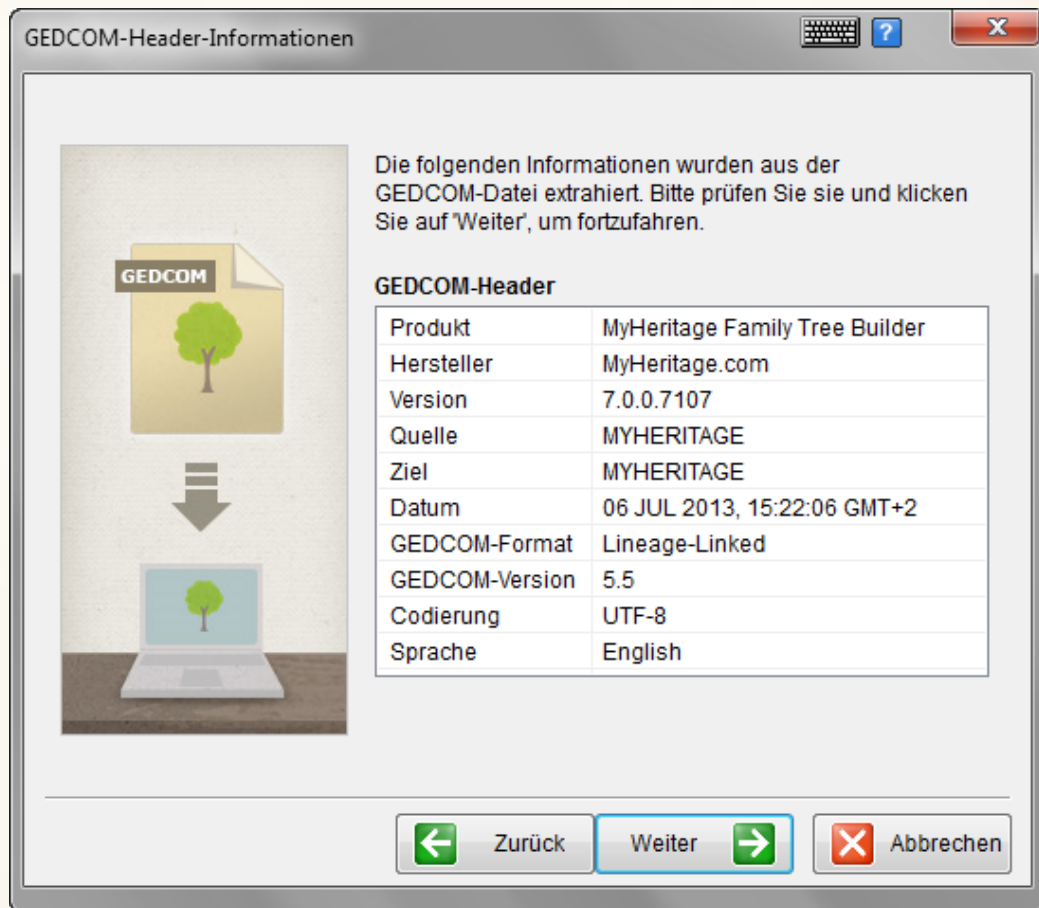 GEDCOM-Header-Informationen
?
X
Die folgenden Informationen wurden aus der
GEDCOM-Datei extrahiert. Bitte prüfen Sie sie und klicken
Sie auf 'Weiter', um fortzufahren.
GEDCOM
GEDCOM-Header
Produkt MyHeritage Family Tree Builder
Hersteller MyHeritage.com
Version 7.0.0.7107
Quelle MYHERITAGE
Ziel MYHERITAGE
Datum 06 JUL 2013, 15:22:06 GMT+2
GEDCOM-Format Lineage-Linked
GEDCOM-Version 5.5
Codierung UTF-8
Sprache English
Zurück Weiter Abbrechen